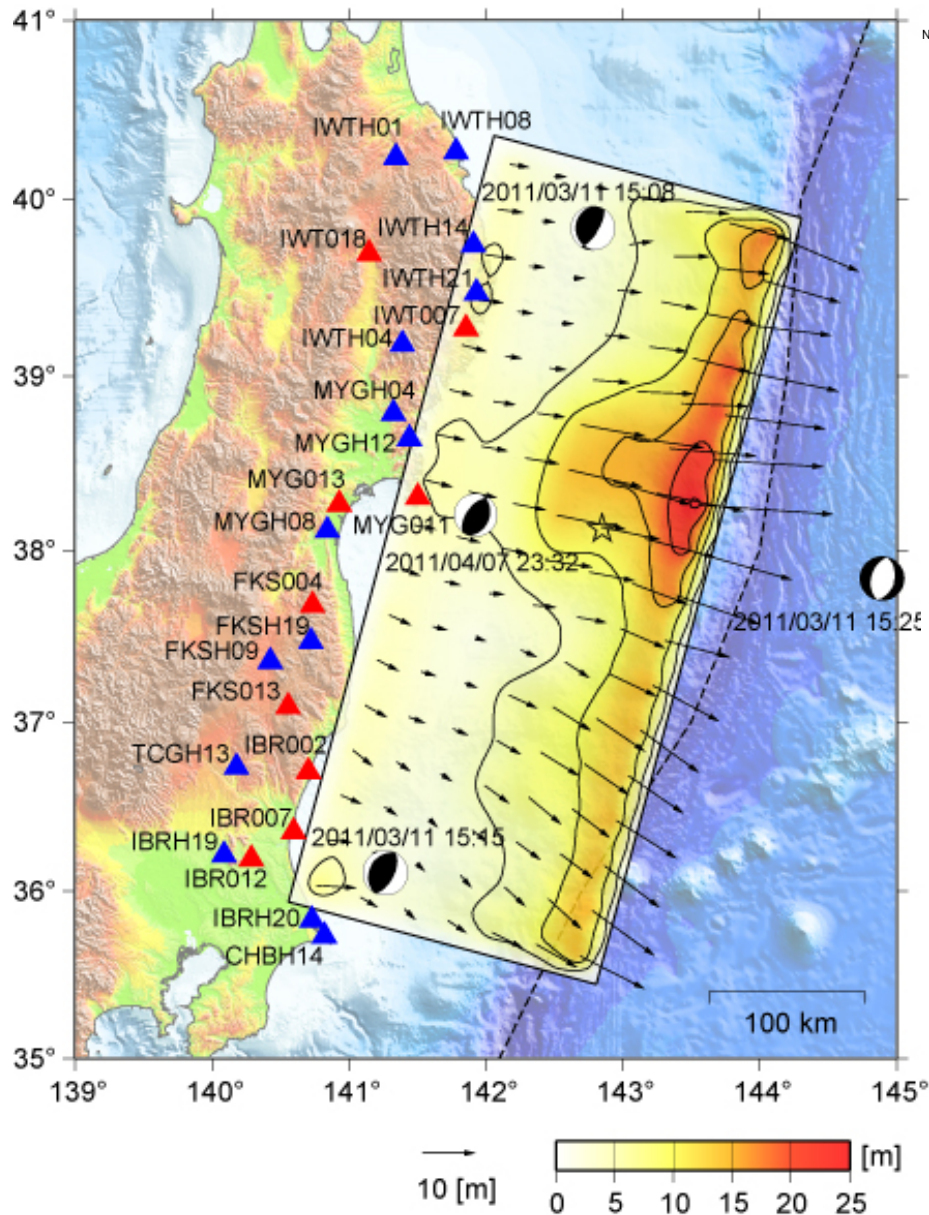 41°
N
IWTH01
IWTH08
40°
2011/03/11 15:08
IWT018
IWTH14
IWTH21
IWT007
IWTH04
39°
MYGH04
MYGH12
MYG013
MYGH08
MYG011
38°
2011/04/07 23:32
FKS004
2011/03/11 15:25
FKSH19
FKSH09
FKS013
37°
TCGH13
IBR002
IBR007
2011/03/11 15:15
IBRH19
IBR012
36°
IBRH20
CHBH14
100 km
35°
139°
140°
141°
142°
143°
144°
145°
10 [m]
[m]
0
5
10
15
20
25